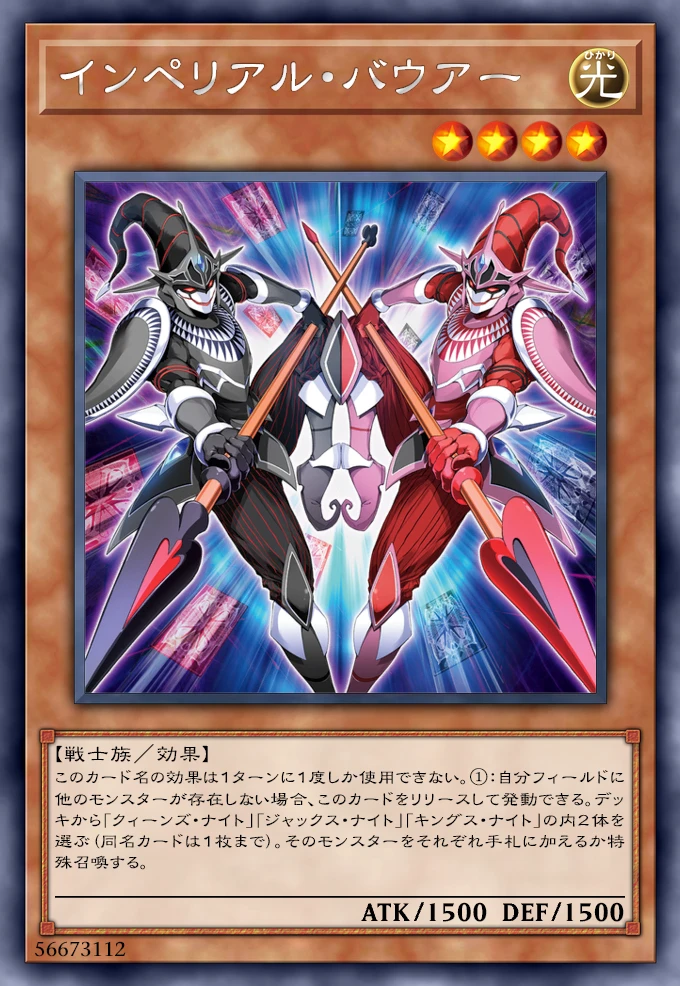 インペリアル・バウアー
ひかり
光
【戦士族／効果】
このカード名の効果は1ターンに1度しか使用できない。①：自分フィールドに
他のモンスターが存在しない場合、このカードをリリースして発動できる。デッ
キから「クィーンズ・ナイト」「ジャックス・ナイト」「キングス・ナイト」の内2体を
選ぶ（同名カードは1枚まで）。そのモンスターをそれぞれ手札に加えるか特
殊召喚する。
ATK/1500 DEF/1500
56673112